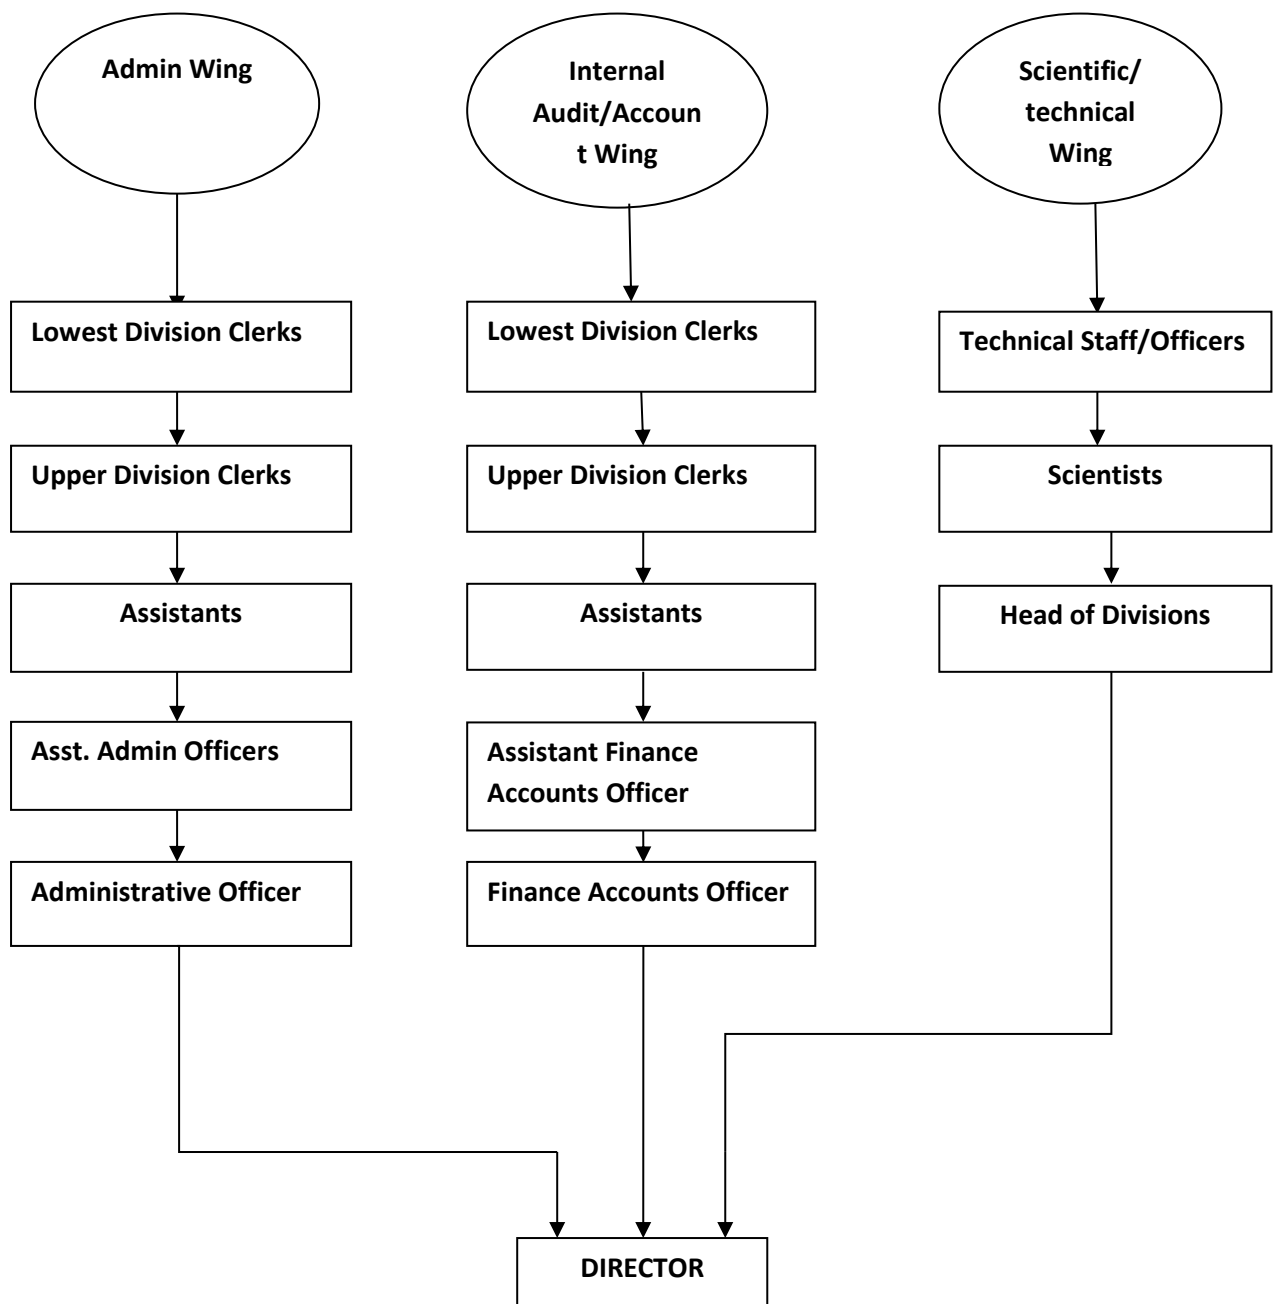 Admin Wing
Internal
Audit/Accoun
t Wing
Scientific/
technical
Wing
Lowest Division Clerks
Lowest Division Clerks
Technical Staff/Officers
Upper Division Clerks
Upper Division Clerks
Scientists
Assistants
Assistants
Head of Divisions
Asst. Admin Officers
Assistant Finance
Accounts Officer
Administrative Officer
Finance Accounts Officer
DIRECTOR